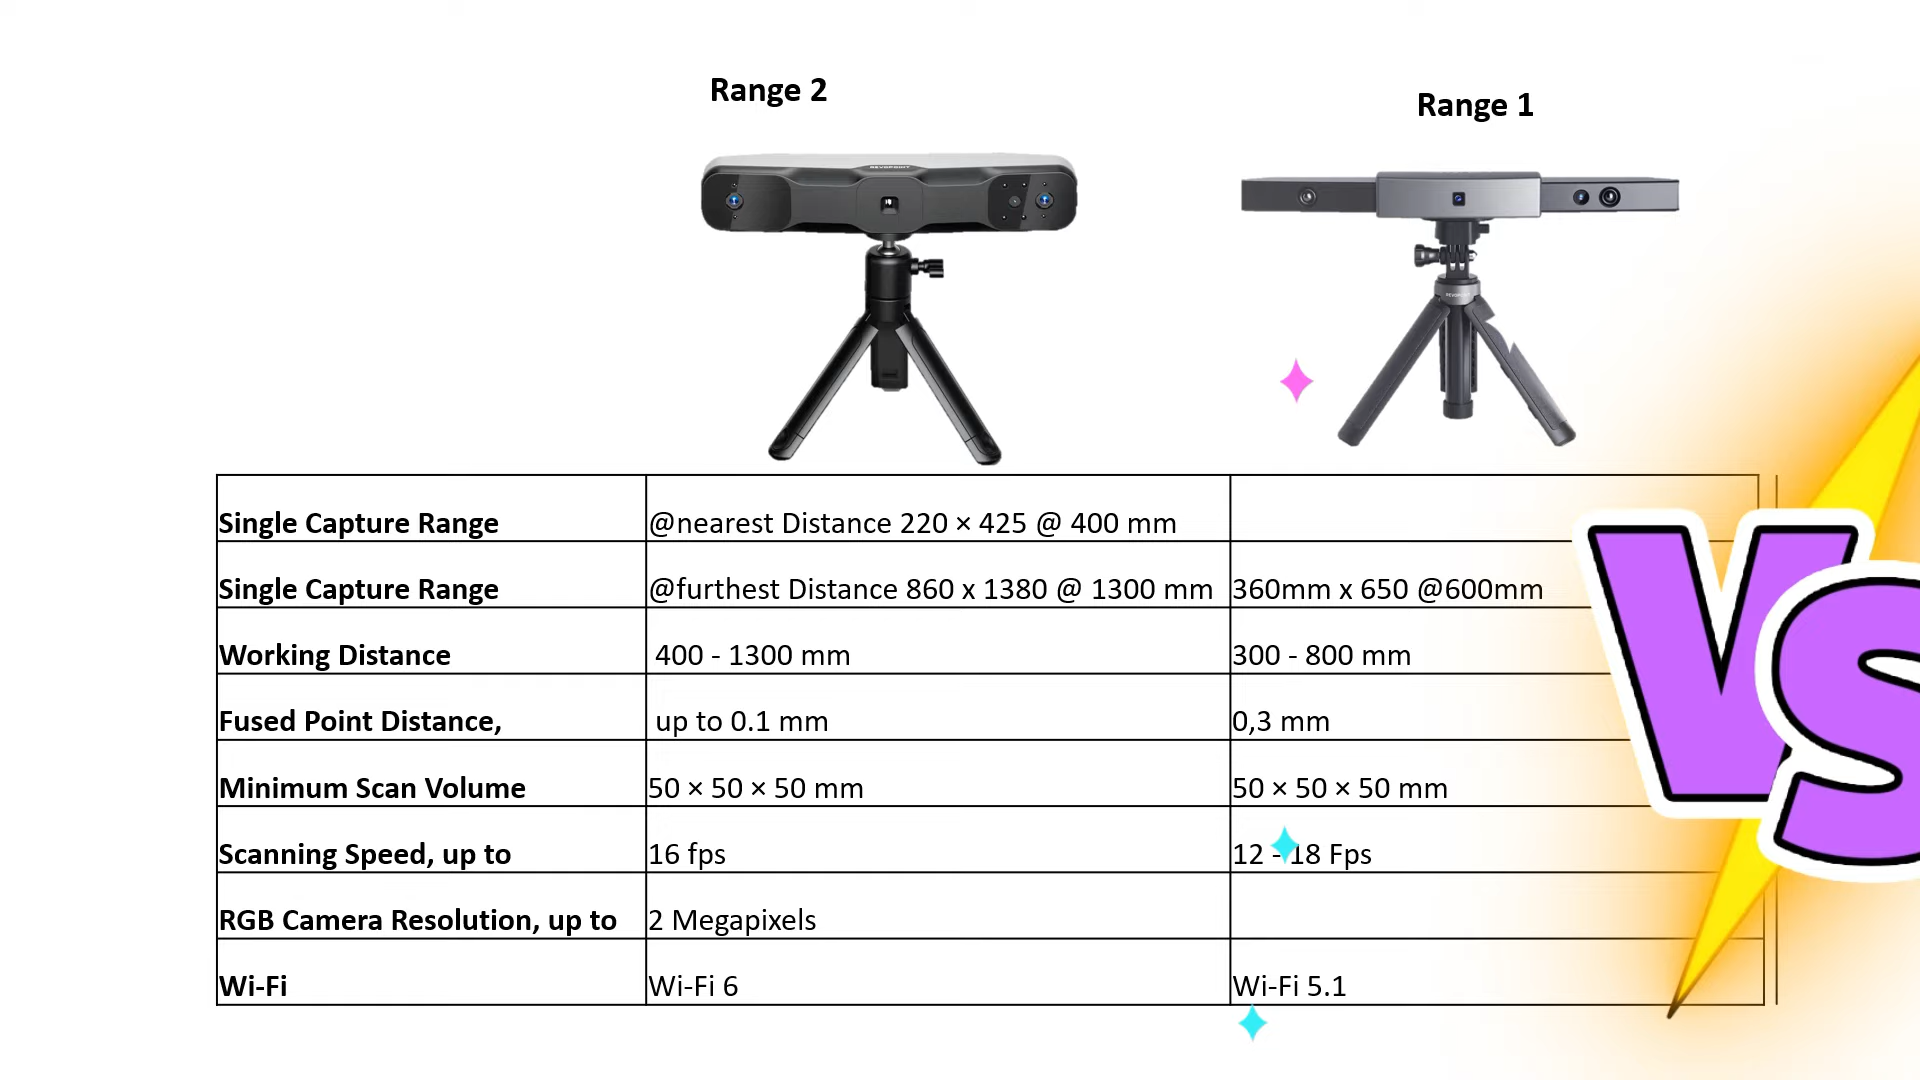 Range 2
Range 1
REVOPOINT
Single Capture Range @nearest Distance 220 × 425 @ 400 mm
Single Capture Range @furthest Distance 860 x 1380 @ 1300 mm 360mm x 650 @600mm
Working Distance 400 - 1300 mm 300 - 800 mm
Fused Point Distance, up to 0.1 mm 0,3 mm
Minimum Scan Volume 50 × 50 × 50 mm 50 × 50 × 50 mm
Scanning Speed, up to 16 fps 12 - 18 Fps
RGB Camera Resolution, up to 2 Megapixels
Wi-Fi Wi-Fi 6 Wi-Fi 5.1
VS